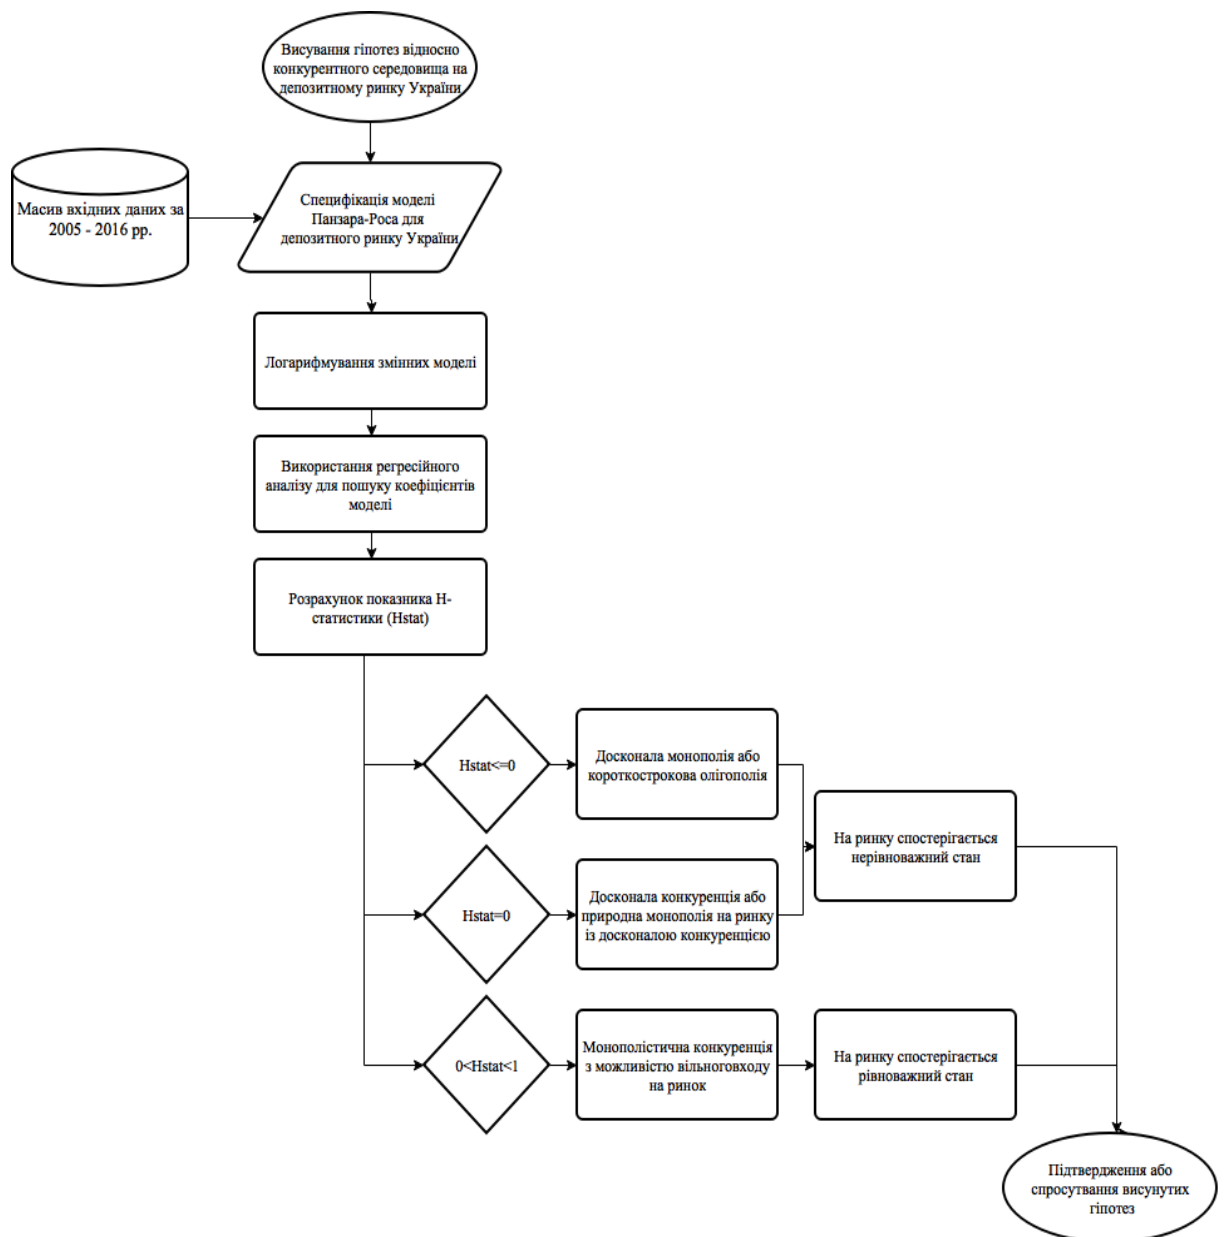 Висування гіпотез відносно
конкурентного середовища на
депозитному ринку України
Масив вхідних даних за
2005 - 2016 рр.
Специфікація моделі
Панзара-Роса для
депозитного ринку України
Логарифмування змінних моделі
Використання регресійного
аналізу для пошуку коефіцієнтів
моделі
Розрахунок показника Н-
статистики (Hstat)
Hstat<=0
Досконала монополія або
короткострокова олігополія
На ринку спостерігається
нерівноважний стан
Hstat=0
Досконала конкуренція або
природна монополія на ринку
із досконалою конкуренцією
0<Hstat<1
Монополістична конкуренція
з можливістю вільноговходу
на ринок
На ринку спостерігається
рівноважний стан
Підтвердження або
спросутвання висунутих
гіпотез